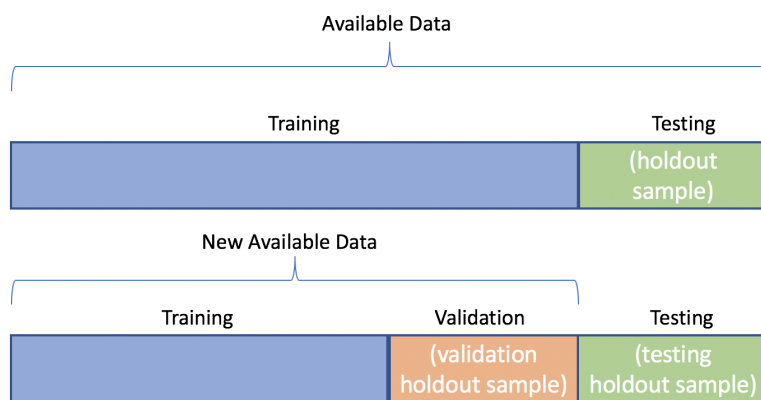 Available Data
Training
Testing
(holdout
sample)
New Available Data
Training
Validation
Testing
(validation
holdout sample)
(testing
holdout sample)